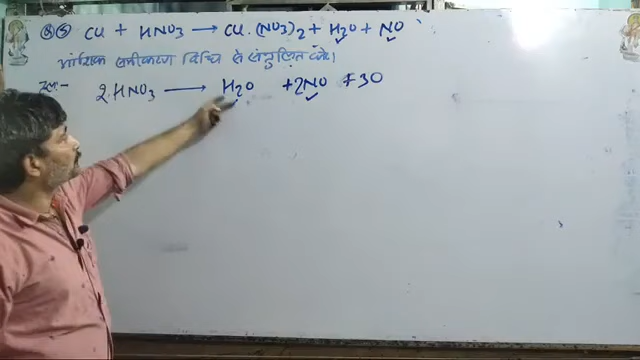 Q⑤ Cu + HNO3 → Cu.(NO3)2 + H2O + NO
आंशिक समीकरण विधि से संतुलित करें।
हल:- 2HNO3 → H2O + 2NO + 3O